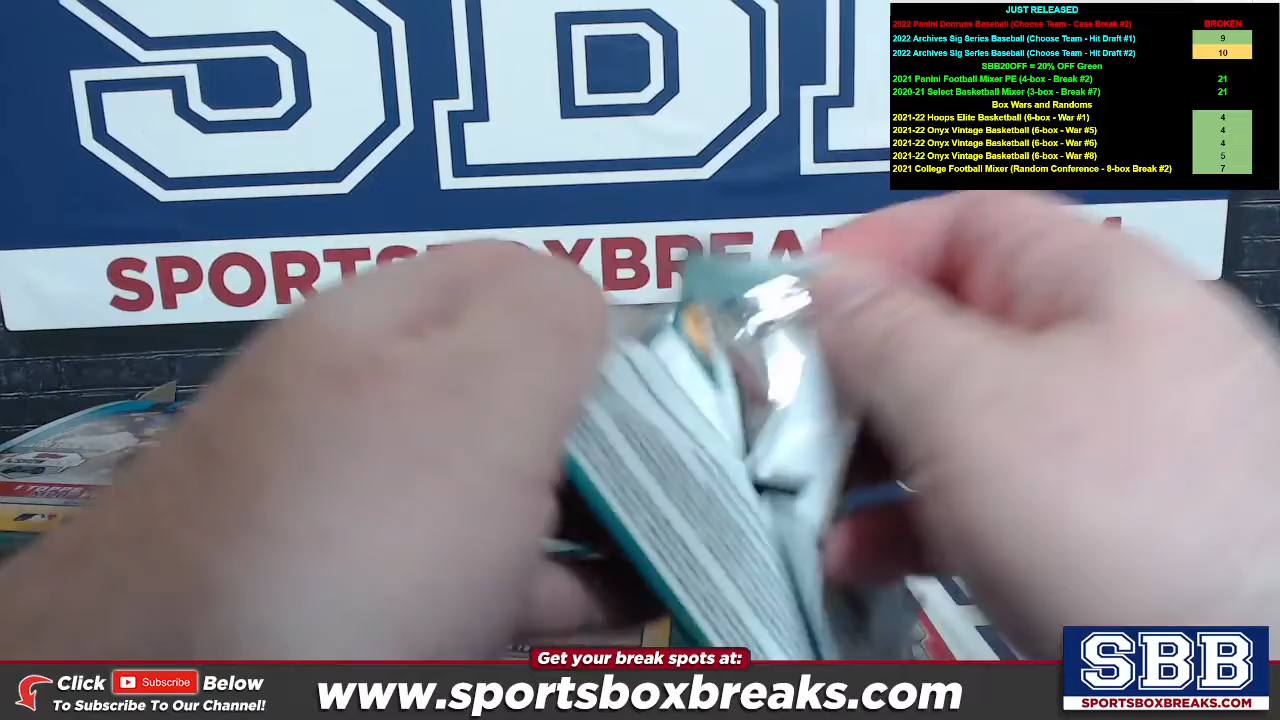 JUST RELEASED
2022 Panini Donruss Baseball (Choose Team - Case Break #2) BROKEN
2022 Archives Sig Series Baseball (Choose Team - Hit Draft #1) 9
2022 Archives Sig Series Baseball (Choose Team - Hit Draft #2) 10
SBB20OFF = 20% OFF Green
2021 Panini Football Mixer PE (4-box - Break #2) 21
2020-21 Select Basketball Mixer (3-box - Break #7) 21
Box Wars and Randoms
2021-22 Hoops Elite Basketball (6-box - War #1) 4
2021-22 Onyx Vintage Basketball (6-box - War #5) 4
2021-22 Onyx Vintage Basketball (6-box - War #6) 4
2021-22 Onyx Vintage Basketball (6-box - War #8) 5
2021 College Football Mixer (Random Conference - 8-box Break #2) 7
SBB
SPORTS
OXBREA
1 TOPPS
Get your break spots at:
Click Subscribe Below
To Subscribe To Our Channel!
www.sportsboxbreaks.com
SBB
SPORTSBOXBREAKS.COM